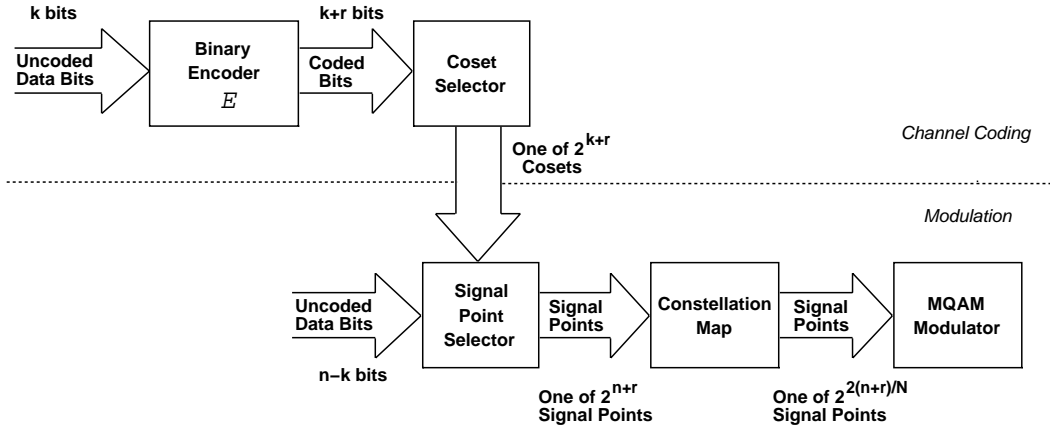 k bits
Uncoded
Data Bits
Binary
Encoder
E
k+r bits
Coded
Bits
Coset
Selector
One of 2^{k+r}
Cosets
Channel Coding
Modulation
Uncoded
Data Bits
n−k bits
Signal
Point
Selector
Signal
Points
One of 2^{n+r}
Signal Points
Constellation
Map
Signal
Points
One of 2^{2(n+r)/N}
Signal Points
MQAM
Modulator